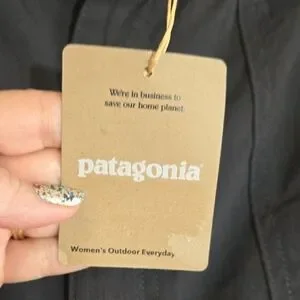 We're in business to
save our home planet.
patagonia®
Women's Outdoor Everyday